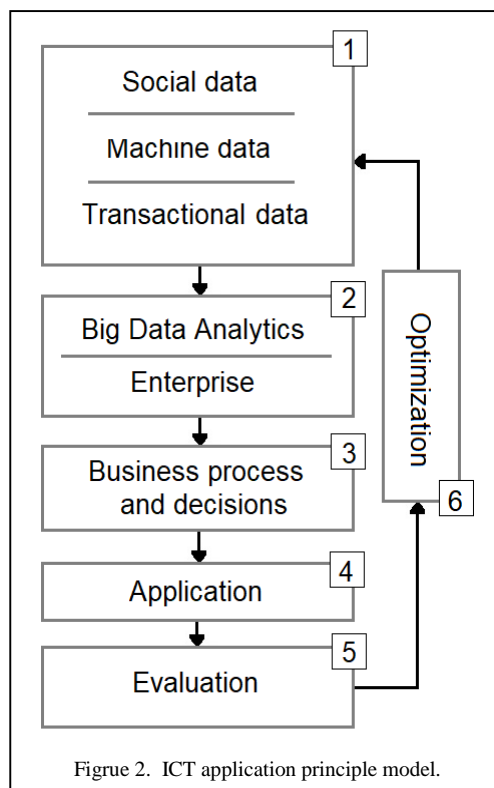 1
Social data
Machine data
Transactional data
2
Big Data Analytics
Enterprise
3
Business process
and decisions
4
Application
5
Evaluation
Optimization
6
Figrue 2. ICT application principle model.